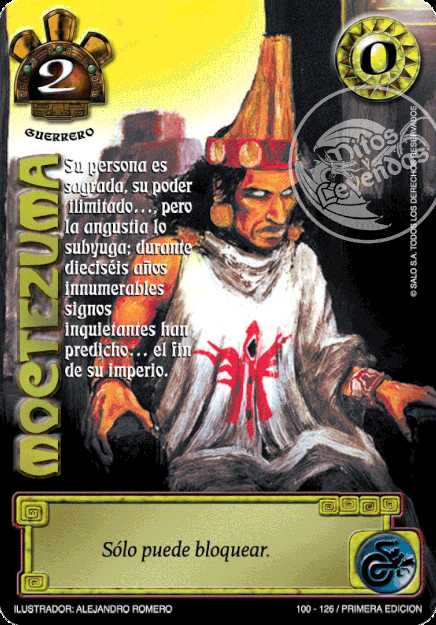 2
0
GUERRERO
Mitos y
Leyendas
© SALO S.A. TODOS LOS DERECHOS RESERVADOS
MOCTEZUMA
Su persona es
sagrada, su poder
ilimitado..., pero
la angustia lo
subyuga; durante
dieciséis años
innumerables
signos
inquietantes han
predicho... el fin
de su imperio.
Sólo puede bloquear.
ILUSTRADOR: ALEJANDRO ROMERO
100 - 126 / PRIMERA EDICION